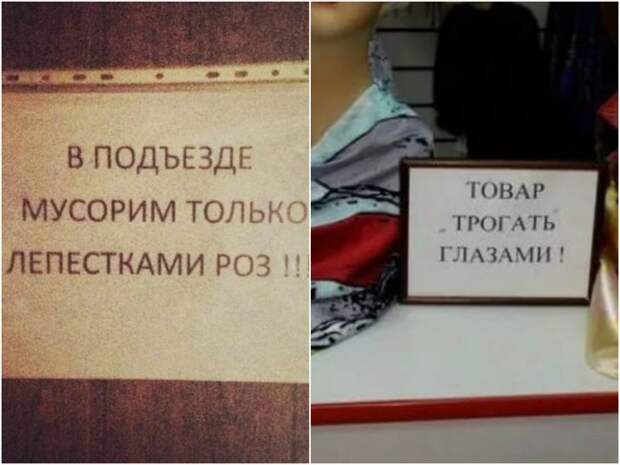 В ПОДЪЕЗДЕ
МУСОРИМ ТОЛЬКО
ЛЕПЕСТКАМИ РОЗ !!!
ТОВАР
ТРОГАТЬ
ГЛАЗАМИ !